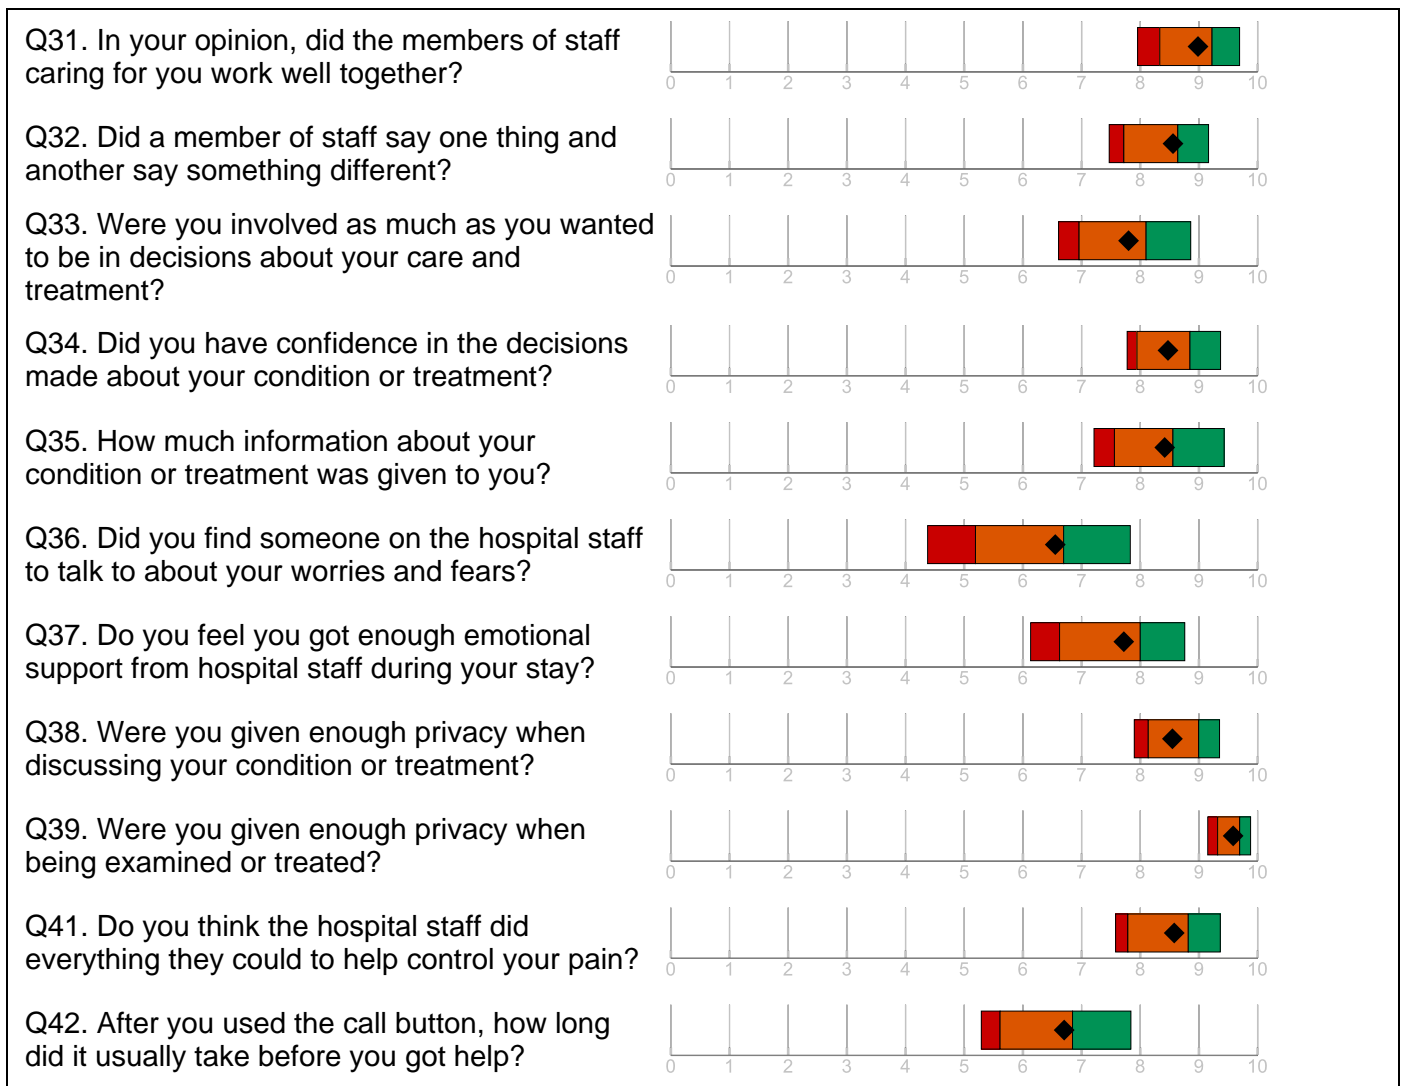 Q31. In your opinion, did the members of staff
caring for you work well together?
0 1 2 3 4 5 6 7 8 9 10
Q32. Did a member of staff say one thing and
another say something different?
0 1 2 3 4 5 6 7 8 9 10
Q33. Were you involved as much as you wanted
to be in decisions about your care and
treatment?
0 1 2 3 4 5 6 7 8 9 10
Q34. Did you have confidence in the decisions
made about your condition or treatment?
0 1 2 3 4 5 6 7 8 9 10
Q35. How much information about your
condition or treatment was given to you?
0 1 2 3 4 5 6 7 8 9 10
Q36. Did you find someone on the hospital staff
to talk to about your worries and fears?
0 1 2 3 4 5 6 7 8 9 10
Q37. Do you feel you got enough emotional
support from hospital staff during your stay?
0 1 2 3 4 5 6 7 8 9 10
Q38. Were you given enough privacy when
discussing your condition or treatment?
0 1 2 3 4 5 6 7 8 9 10
Q39. Were you given enough privacy when
being examined or treated?
0 1 2 3 4 5 6 7 8 9 10
Q41. Do you think the hospital staff did
everything they could to help control your pain?
0 1 2 3 4 5 6 7 8 9 10
Q42. After you used the call button, how long
did it usually take before you got help?
0 1 2 3 4 5 6 7 8 9 10